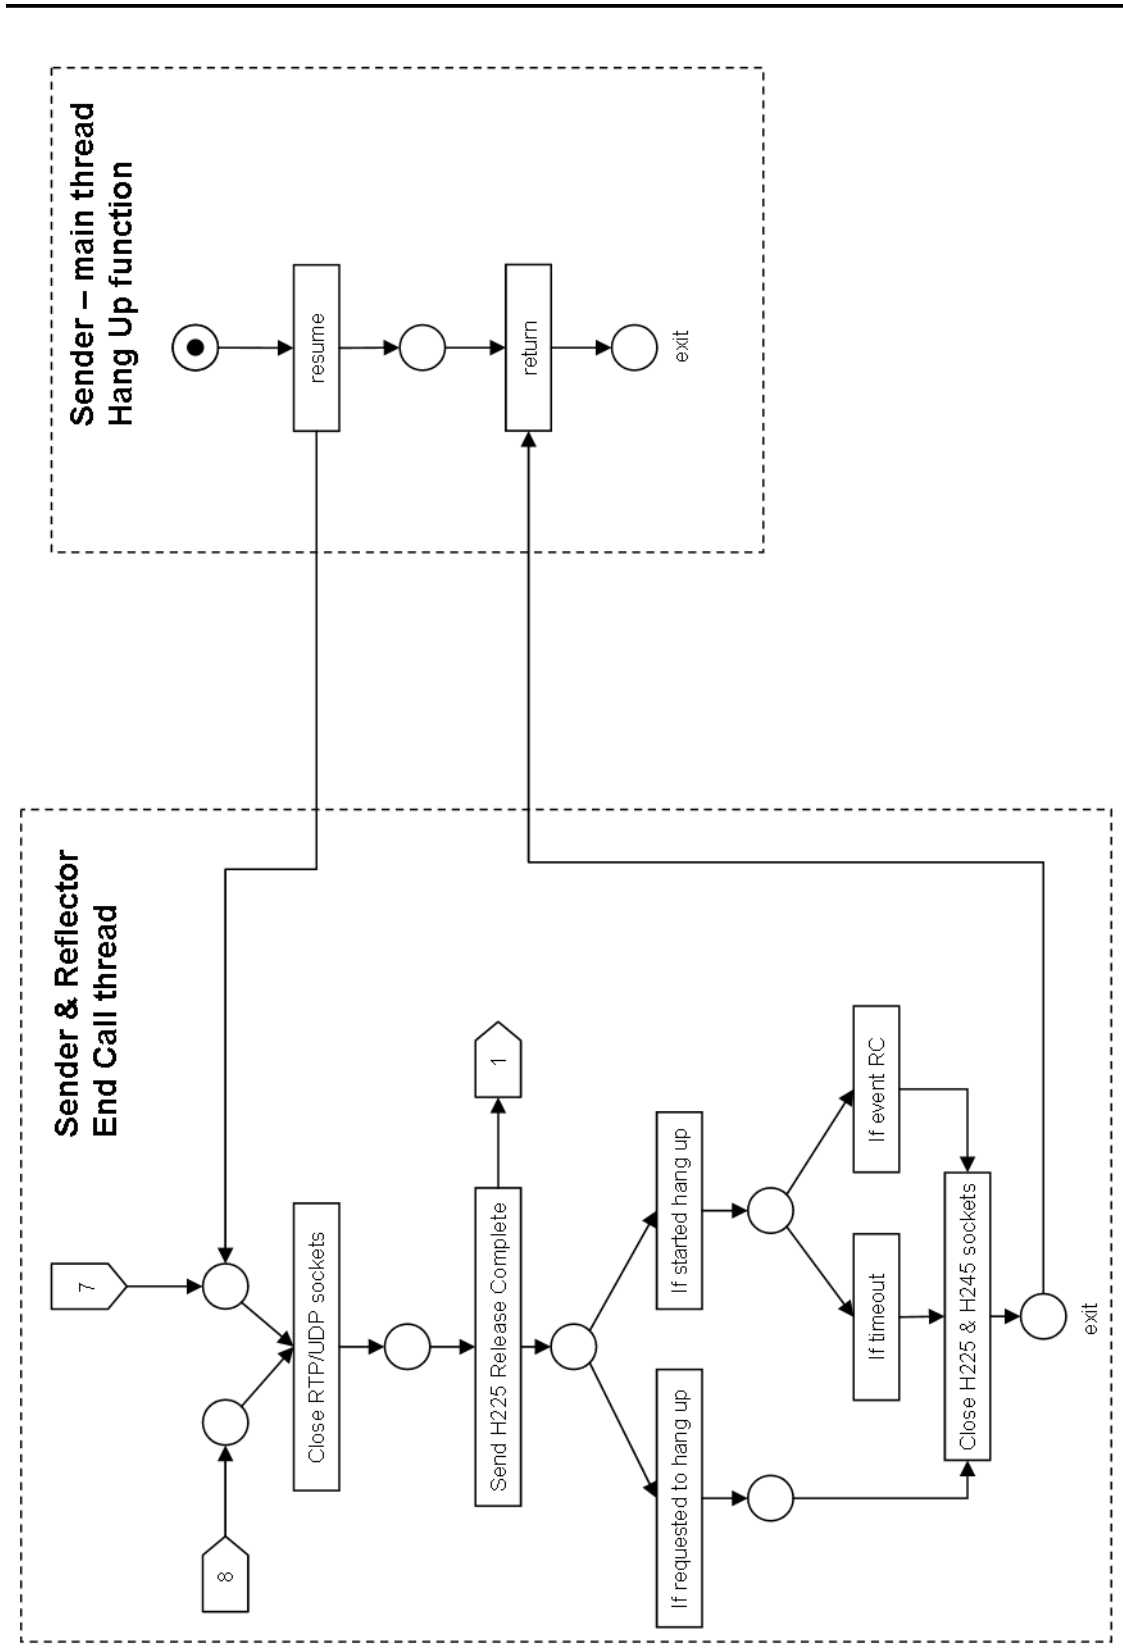 Sender & Reflector
End Call thread
8
7
Close RTP/UDP sockets
Send H225 Release Complete
1
If requested to hang up
If started hang up
If timeout
If event RC
Close H225 & H245 sockets
exit
Sender – main thread
Hang Up function
resume
return
exit